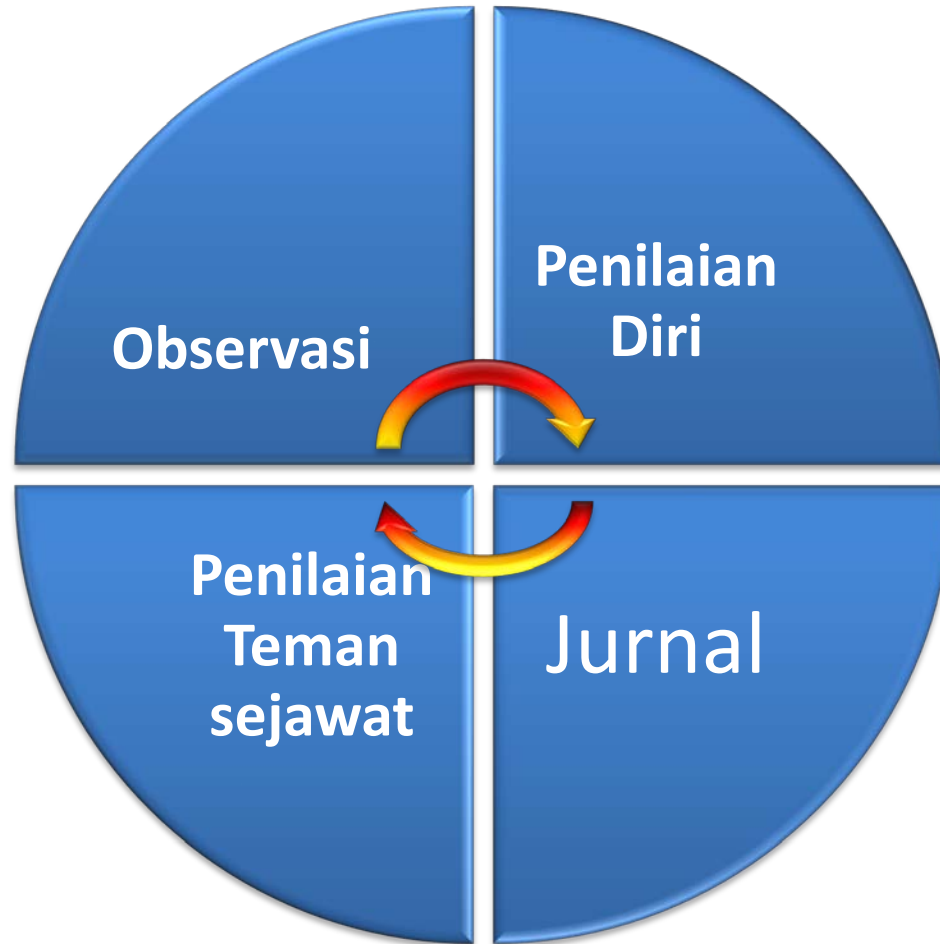 Observasi
Penilaian
Diri
Penilaian
Teman
sejawat
Jurnal